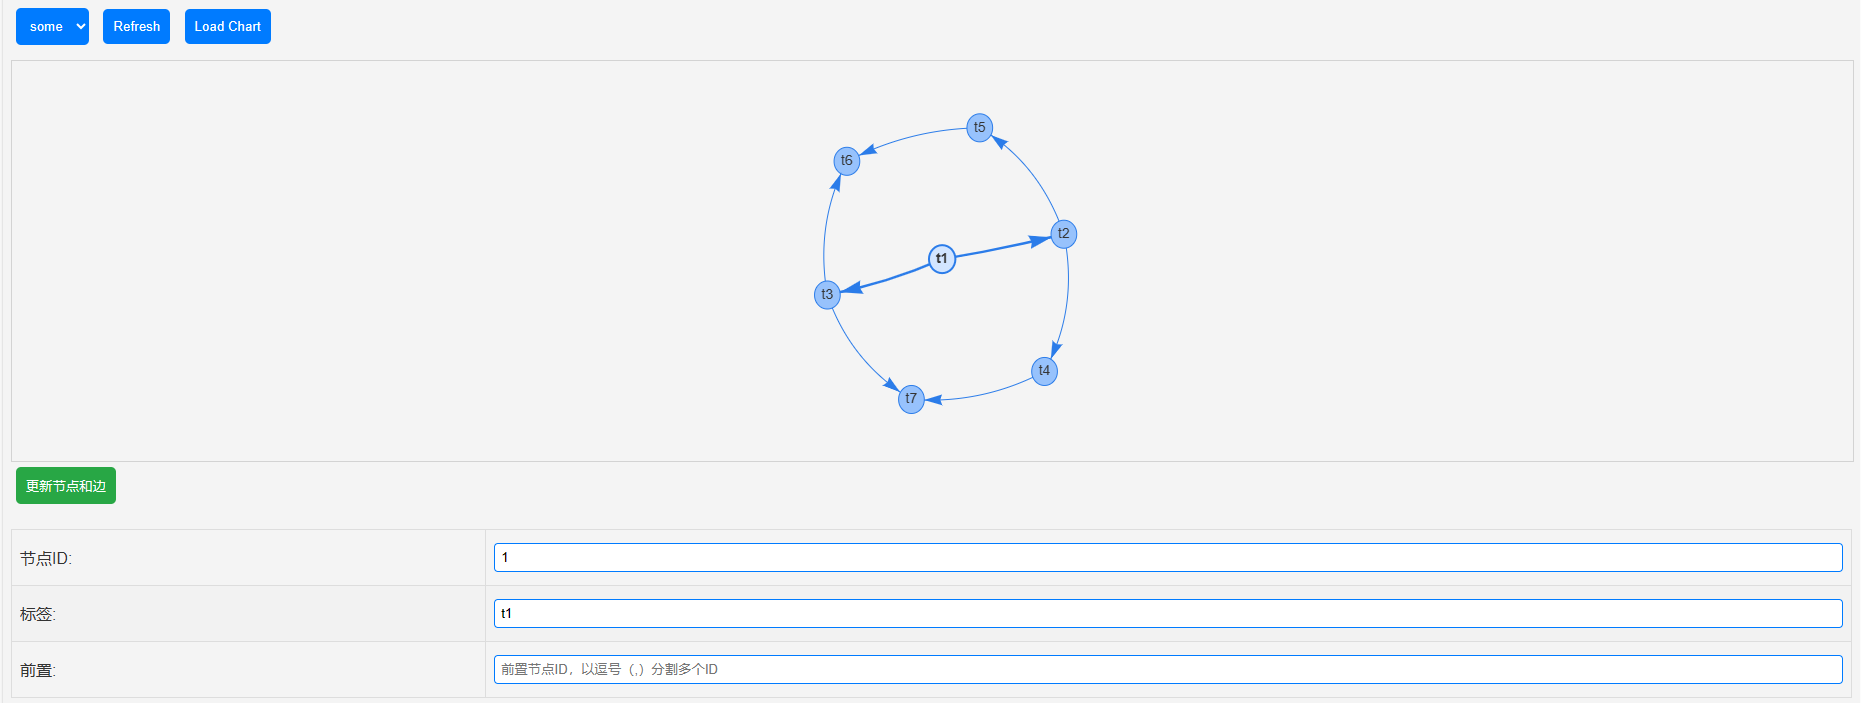 some Refresh Load Chart
t5
t6
t2
t1
t3
t4
t7
更新节点和边
节点ID: 1
标签: t1
前置: 前置节点ID，以逗号（,）分割多个ID